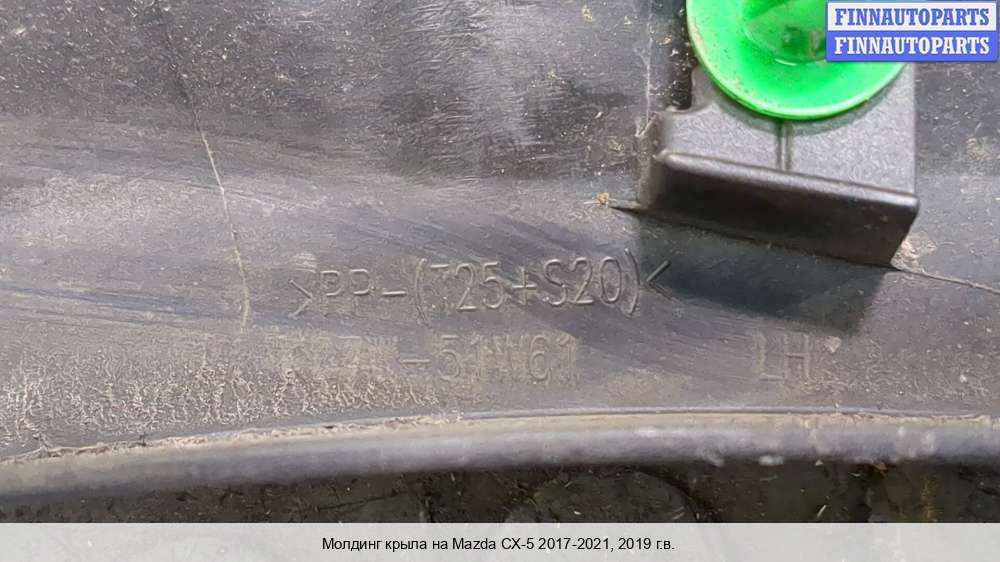 FINNAUTOPARTS
FINNAUTOPARTS
>PP-(T25+S20)<
-51W61 LH
Молдинг крыла на Mazda CX-5 2017-2021, 2019 г.в.